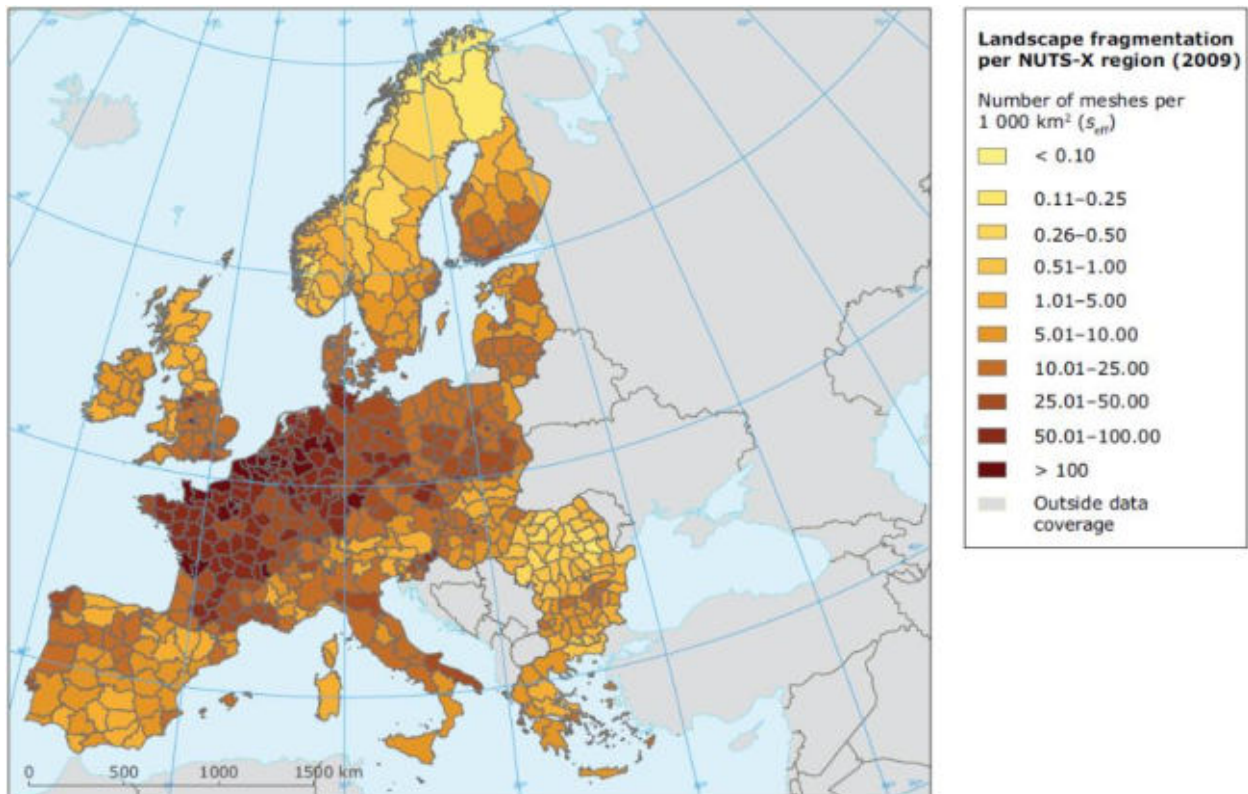 Landscape fragmentation
per NUTS-X region (2009)
Number of meshes per
1 000 km² (s_eff)
< 0.10
0.11–0.25
0.26–0.50
0.51–1.00
1.01–5.00
5.01–10.00
10.01–25.00
25.01–50.00
50.01–100.00
> 100
Outside data
coverage
0 500 1000 1500 km